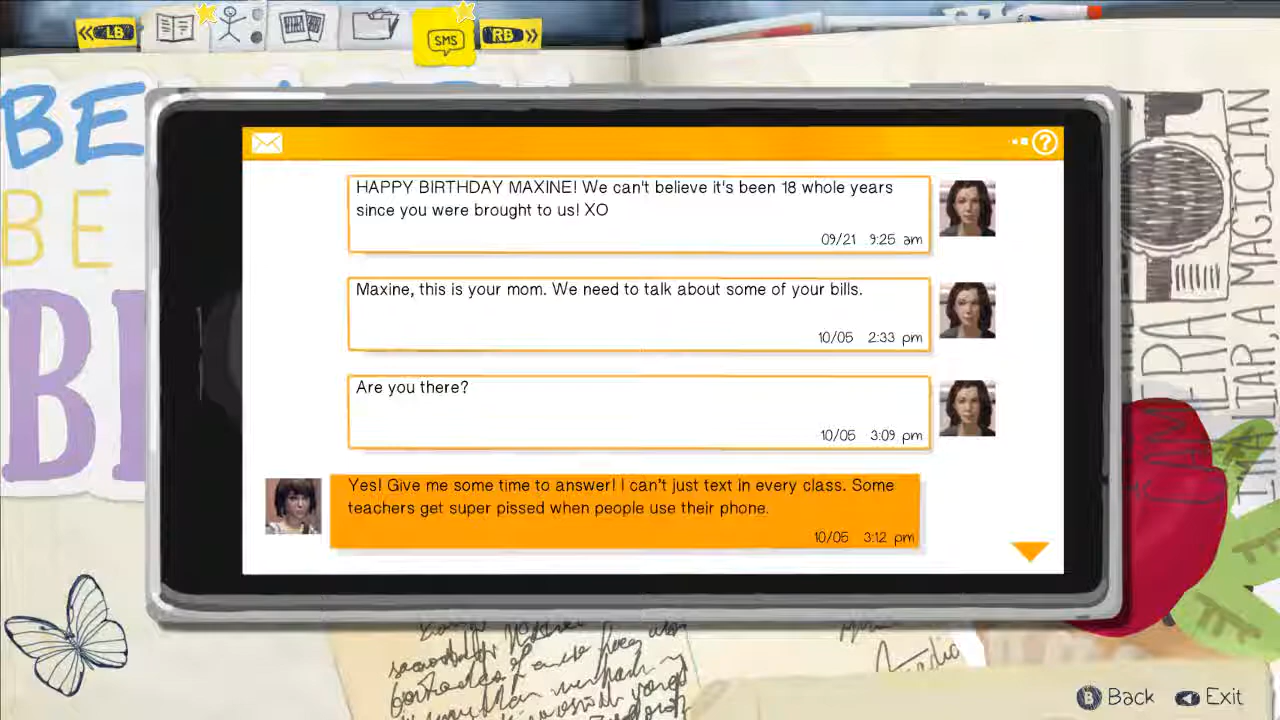 LB
SMS
RB
BE
BE
HAPPY BIRTHDAY MAXINE! We can't believe it's been 18 whole years
since you were brought to us! XO
09/21 9:25 am
Maxine, this is your mom. We need to talk about some of your bills.
10/05 2:33 pm
Are you there?
10/05 3:09 pm
Yes! Give me some time to answer! I can't just text in every class. Some
teachers get super pissed when people use their phone.
10/05 3:12 pm
LIAR, A MAGICIAN
B Back
Exit